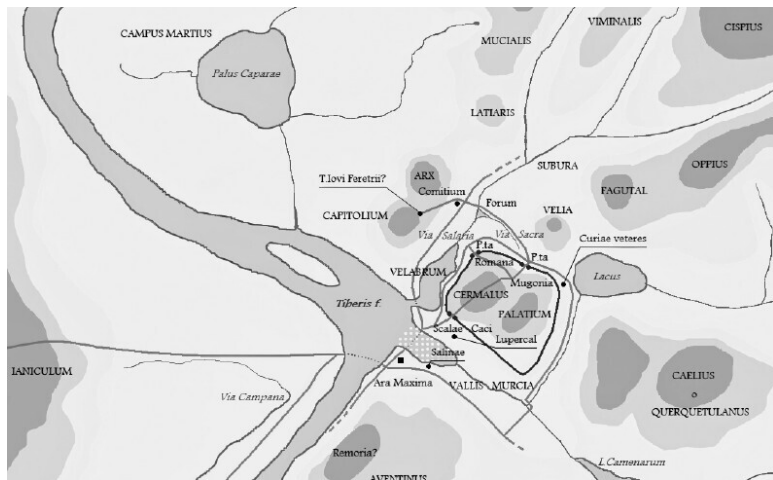 CAMPUS MARTIUS
VIMINALIS
CISPIUS
MUCIALIS
Palus Caparae
LATIARIS
SUBURA
OPPIUS
T.Iovi Feretrii?
ARX
Comitium
FAGUTAL
Forum
CAPITOLIUM
VELIA
Via Salaria
Via Sacra
Curiae veteres
P.ta Romana
P.ta Mugonia
VELABRUM
Lacus
Tiberis f.
CERMALUS
PALATIUM
Scalae Caci
Lupercal
Salinae
IANICULUM
Ara Maxima
VALLIS MURCIA
CAELIUS
Via Campana
QUERQUETULANUS
Remoria?
L.Camenarum
AVENTINUS